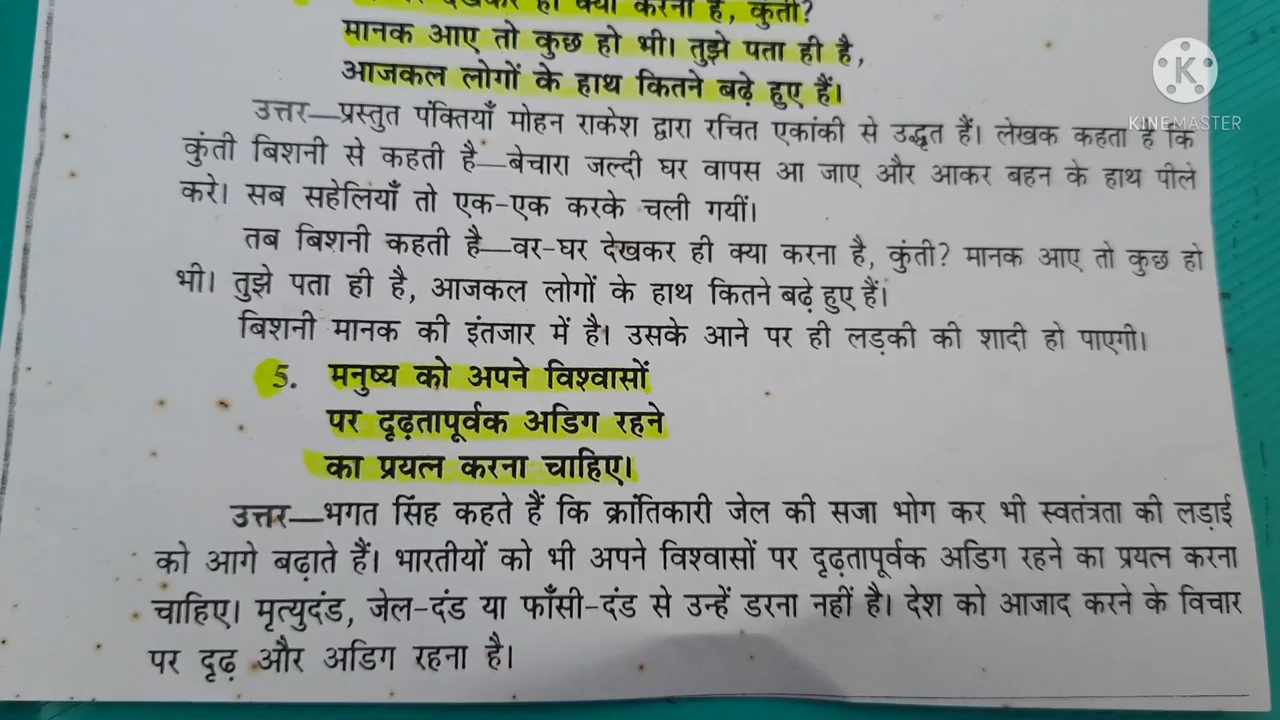 देखकर ही क्या करना है, कुंती?
मानक आए तो कुछ हो भी। तुझे पता ही है,
आजकल लोगों के हाथ कितने बढ़े हुए हैं।
उत्तर—प्रस्तुत पंक्तियाँ मोहन राकेश द्वारा रचित एकांकी से उद्धृत हैं। लेखक कहता है कि
कुंती बिशनी से कहती है—बेचारा जल्दी घर वापस आ जाए और आकर बहन के हाथ पीले
करे। सब सहेलियाँ तो एक-एक करके चली गयीं।
तब बिशनी कहती है—वर-घर देखकर ही क्या करना है, कुंती? मानक आए तो कुछ हो
भी। तुझे पता ही है, आजकल लोगों के हाथ कितने बढ़े हुए हैं।
बिशनी मानक की इंतजार में है। उसके आने पर ही लड़की की शादी हो पाएगी।
5. मनुष्य को अपने विश्वासों
पर दृढ़तापूर्वक अडिग रहने
का प्रयत्न करना चाहिए।
उत्तर—भगत सिंह कहते हैं कि क्रांतिकारी जेल की सजा भोग कर भी स्वतंत्रता की लड़ाई
को आगे बढ़ाते हैं। भारतीयों को भी अपने विश्वासों पर दृढ़तापूर्वक अडिग रहने का प्रयत्न करना
चाहिए। मृत्युदंड, जेल-दंड या फाँसी-दंड से उन्हें डरना नहीं है। देश को आजाद करने के विचार
पर दृढ़ और अडिग रहना है।
K
KINEMASTER